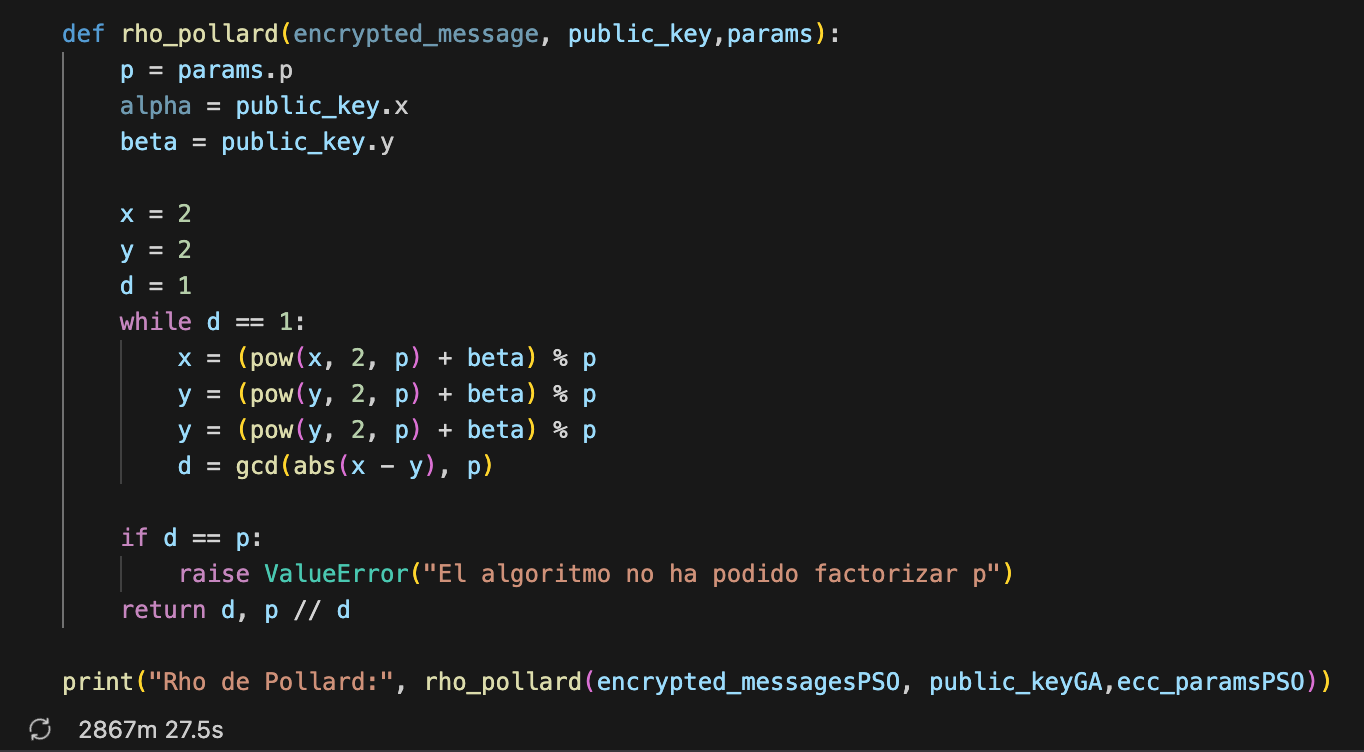 def rho_pollard(encrypted_message, public_key,params):
p = params.p
alpha = public_key.x
beta = public_key.y
x = 2
y = 2
d = 1
while d == 1:
x = (pow(x, 2, p) + beta) % p
y = (pow(y, 2, p) + beta) % p
y = (pow(y, 2, p) + beta) % p
d = gcd(abs(x - y), p)
if d == p:
raise ValueError("El algoritmo no ha podido factorizar p")
return d, p // d
print("Rho de Pollard:", rho_pollard(encrypted_messagesPSO, public_keyGA,ecc_paramsPSO))
2867m 27.5s